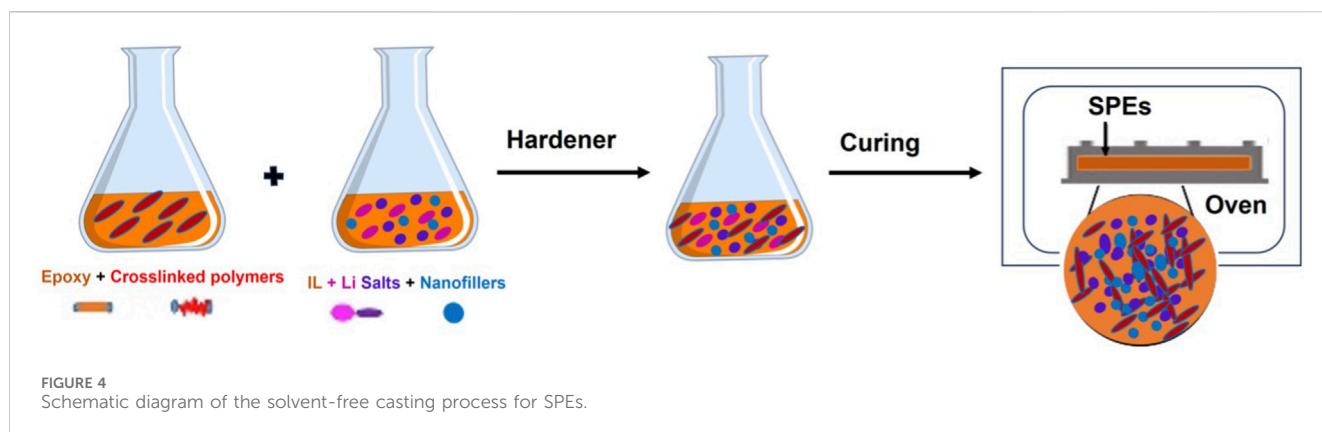 Hardener
Curing
SPEs
Oven
+
Epoxy + Crosslinked polymers
IL + Li Salts + Nanofillers
FIGURE 4
Schematic diagram of the solvent-free casting process for SPEs.